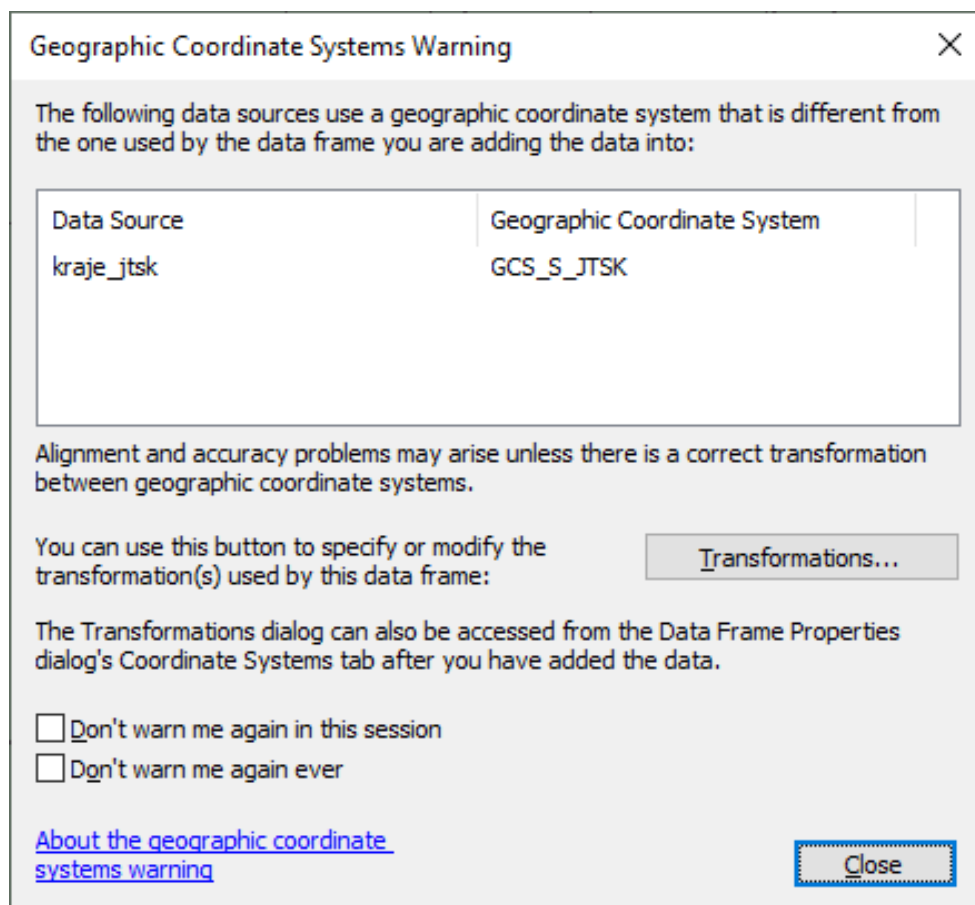 Geographic Coordinate Systems Warning
The following data sources use a geographic coordinate system that is different from
the one used by the data frame you are adding the data into:
Data Source Geographic Coordinate System
kraje_jtsk GCS_S_JTSK
Alignment and accuracy problems may arise unless there is a correct transformation
between geographic coordinate systems.
You can use this button to specify or modify the
transformation(s) used by this data frame:
Transformations...
The Transformations dialog can also be accessed from the Data Frame Properties
dialog's Coordinate Systems tab after you have added the data.
Don't warn me again in this session
Don't warn me again ever
About the geographic coordinate
systems warning
Close